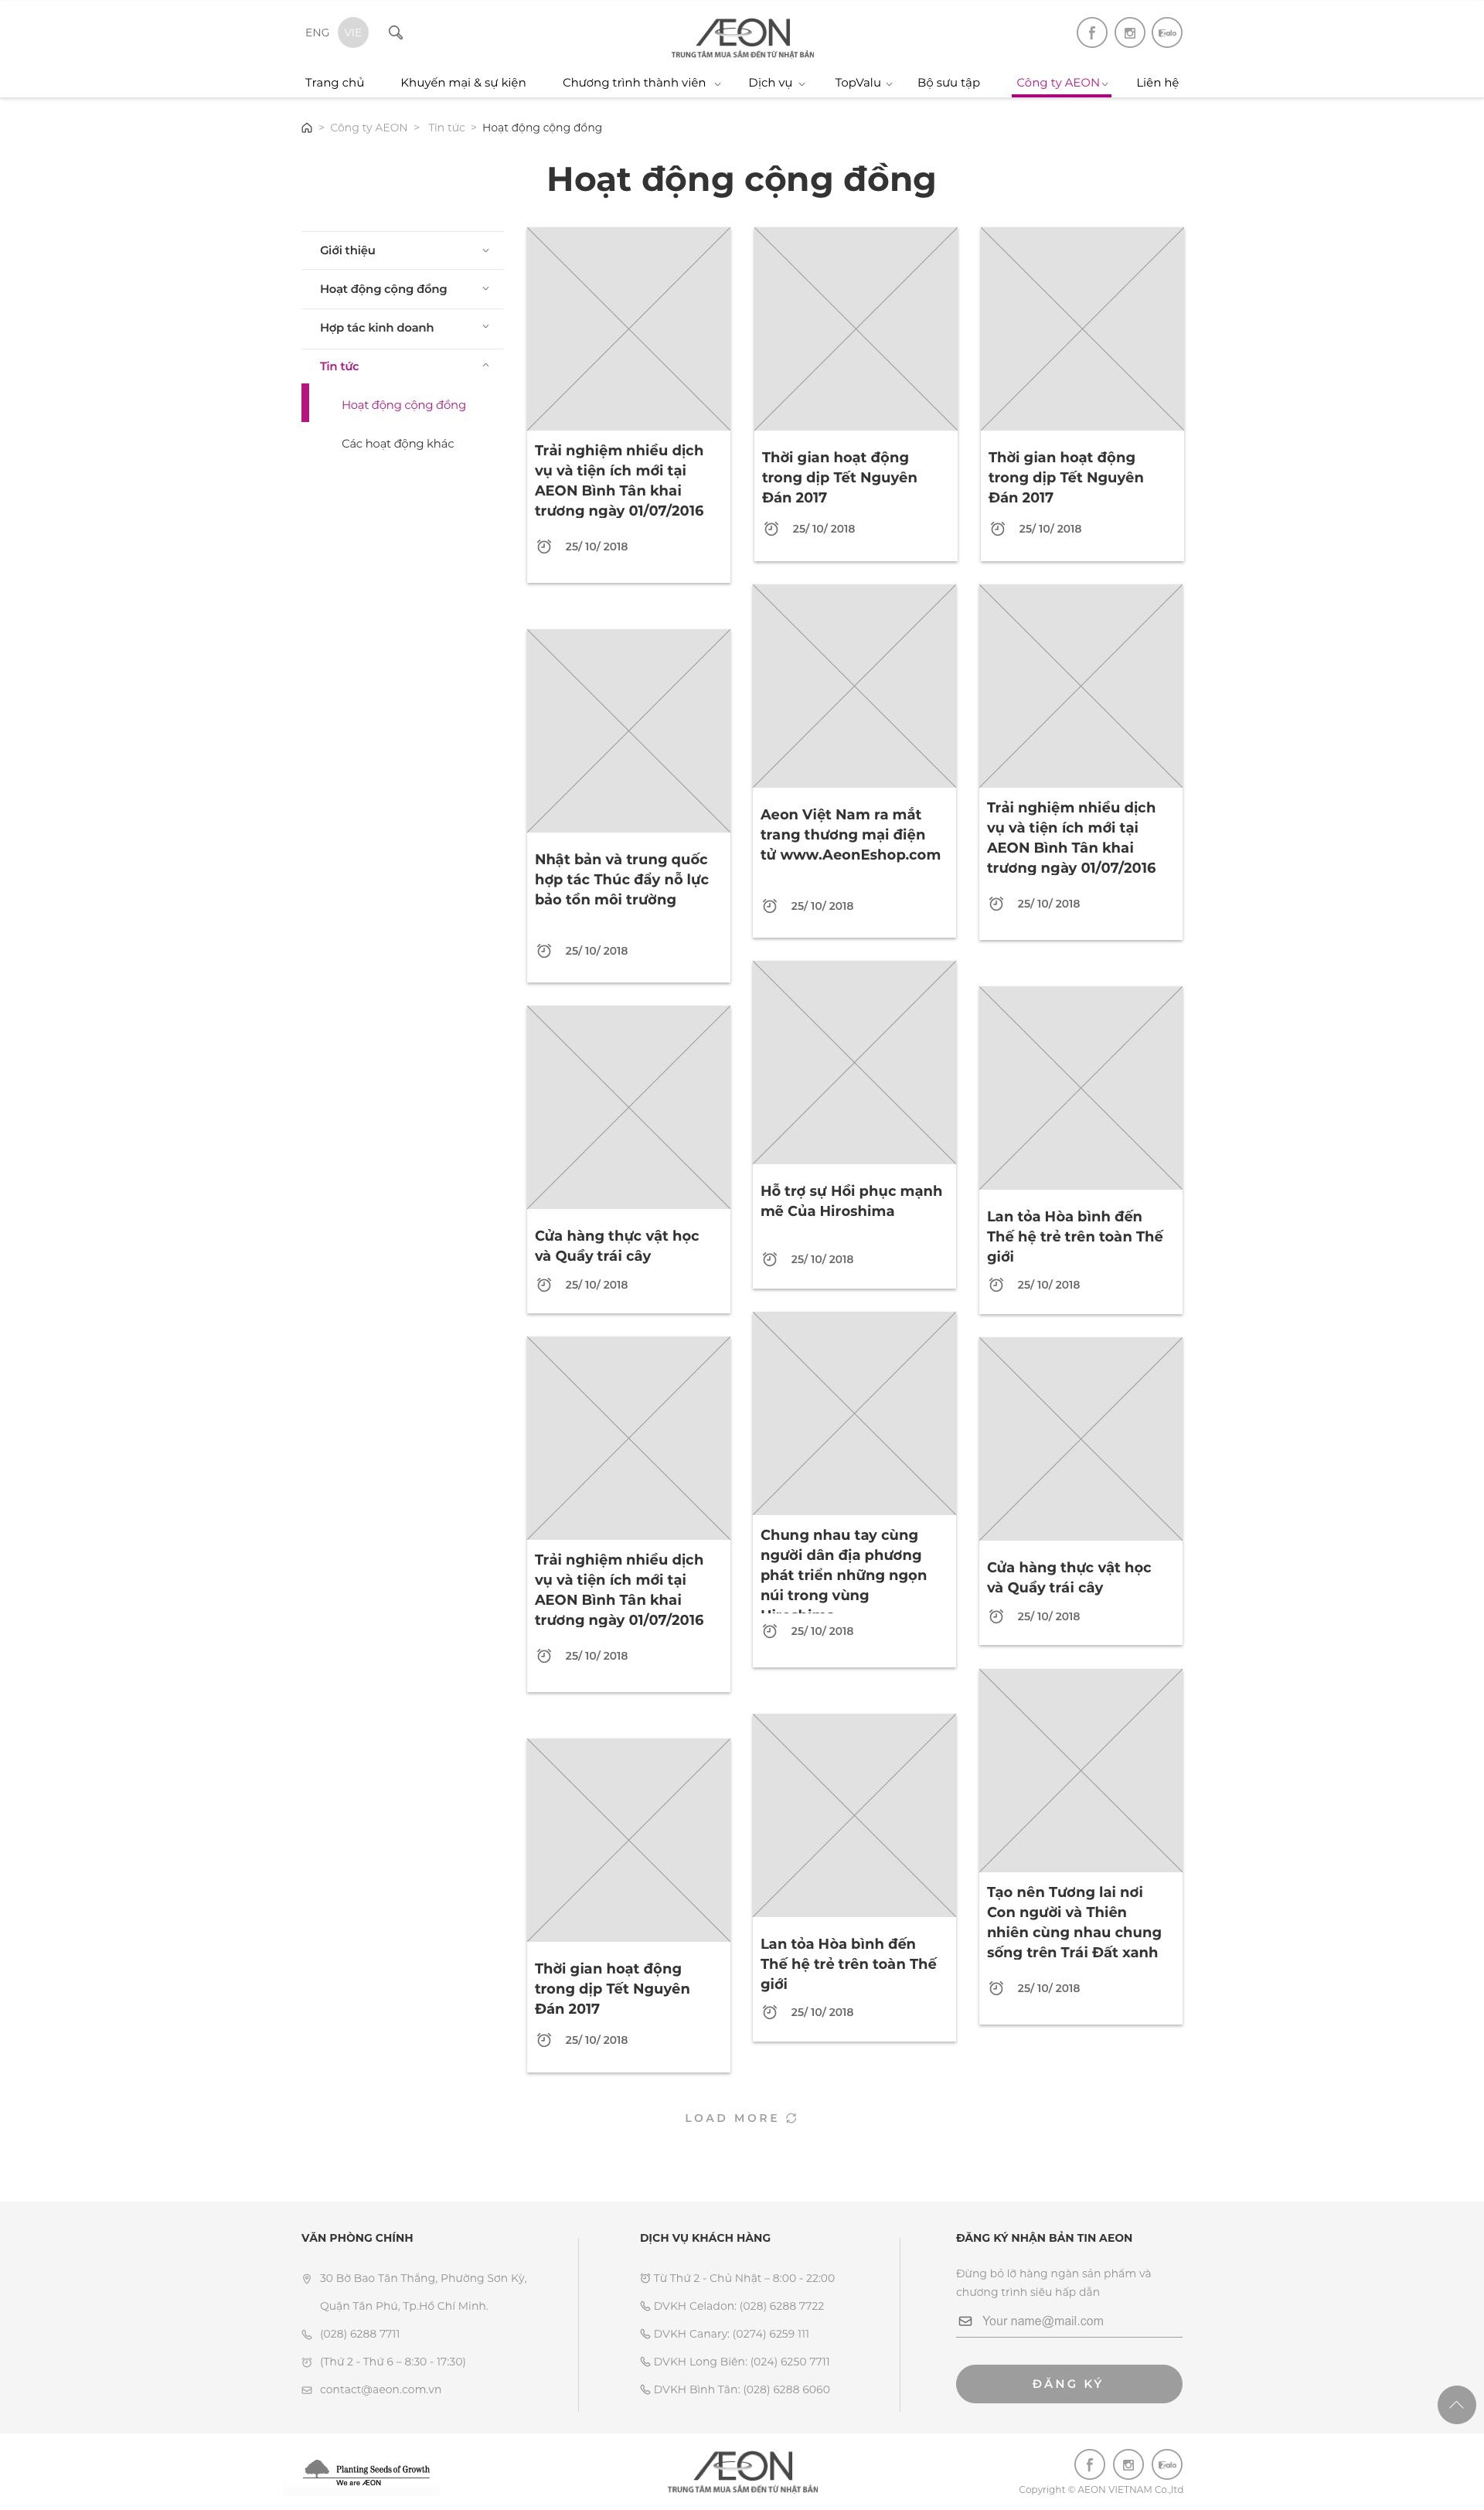 ENG VIE
ÆON
TRUNG TÂM MUA SẮM ĐẾN TỪ NHẬT BẢN
Zalo
Trang chủ Khuyến mại & sự kiện Chương trình thành viên Dịch vụ TopValu Bộ sưu tập Công ty AEON Liên hệ
> Công ty AEON > Tin tức > Hoạt động cộng đồng
Hoạt động cộng đồng
Giới thiệu
Hoạt động cộng đồng
Hợp tác kinh doanh
Tin tức
Hoạt động cộng đồng
Các hoạt động khác
Trải nghiệm nhiều dịch
vụ và tiện ích mới tại
AEON Bình Tân khai
trương ngày 01/07/2016
25/ 10/ 2018
Thời gian hoạt động
trong dịp Tết Nguyên
Đán 2017
25/ 10/ 2018
Thời gian hoạt động
trong dịp Tết Nguyên
Đán 2017
25/ 10/ 2018
Nhật bản và trung quốc
hợp tác Thúc đẩy nỗ lực
bảo tồn môi trường
25/ 10/ 2018
Aeon Việt Nam ra mắt
trang thương mại điện
tử www.AeonEshop.com
25/ 10/ 2018
Trải nghiệm nhiều dịch
vụ và tiện ích mới tại
AEON Bình Tân khai
trương ngày 01/07/2016
25/ 10/ 2018
Cửa hàng thực vật học
và Quầy trái cây
25/ 10/ 2018
Hỗ trợ sự Hồi phục mạnh
mẽ Của Hiroshima
25/ 10/ 2018
Lan tỏa Hòa bình đến
Thế hệ trẻ trên toàn Thế
giới
25/ 10/ 2018
Trải nghiệm nhiều dịch
vụ và tiện ích mới tại
AEON Bình Tân khai
trương ngày 01/07/2016
25/ 10/ 2018
Chung nhau tay cùng
người dân địa phương
phát triển những ngọn
núi trong vùng
25/ 10/ 2018
Cửa hàng thực vật học
và Quầy trái cây
25/ 10/ 2018
Thời gian hoạt động
trong dịp Tết Nguyên
Đán 2017
25/ 10/ 2018
Lan tỏa Hòa bình đến
Thế hệ trẻ trên toàn Thế
giới
25/ 10/ 2018
Tạo nên Tương lai nơi
Con người và Thiên
nhiên cùng nhau chung
sống trên Trái Đất xanh
25/ 10/ 2018
LOAD MORE
VĂN PHÒNG CHÍNH
30 Bờ Bao Tân Thắng, Phường Sơn Kỳ,
Quận Tân Phú, Tp.Hồ Chí Minh.
(028) 6288 7711
(Thứ 2 - Thứ 6 – 8:30 - 17:30)
contact@aeon.com.vn
DỊCH VỤ KHÁCH HÀNG
Từ Thứ 2 - Chủ Nhật – 8:00 - 22:00
DVKH Celadon: (028) 6288 7722
DVKH Canary: (0274) 6259 111
DVKH Long Biên: (024) 6250 7711
DVKH Bình Tân: (028) 6288 6060
ĐĂNG KÝ NHẬN BẢN TIN AEON
Đừng bỏ lỡ hàng ngàn sản phẩm và
chương trình siêu hấp dẫn
Your name@mail.com
ĐĂNG KÝ
Planting Seeds of Growth
We are ÆON
ÆON
TRUNG TÂM MUA SẮM ĐẾN TỪ NHẬT BẢN
Zalo
Copyright © AEON VIETNAM Co.,ltd